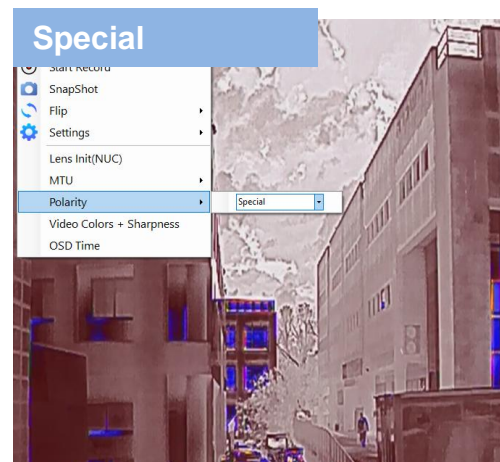 Special
Start Record
SnapShot
Flip
Settings
Lens Init(NUC)
MTU
Polarity
Special
Video Colors + Sharpness
OSD Time